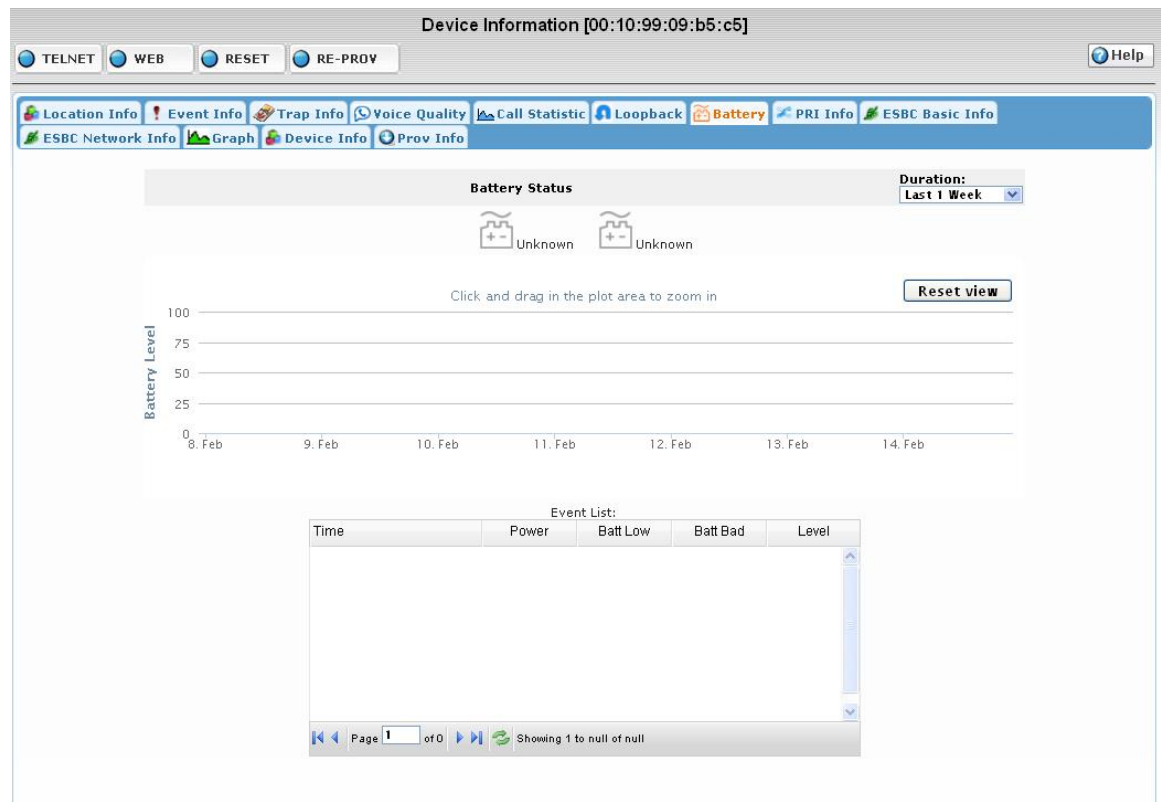 Device Information [00:10:99:09:b5:c5]
TELNET WEB RESET RE-PROV Help
Location Info Event Info Trap Info Voice Quality Call Statistic Loopback Battery PRI Info ESBC Basic Info
ESBC Network Info Graph Device Info Prov Info
Battery Status
Duration:
Last 1 Week
Unknown Unknown
Click and drag in the plot area to zoom in
Reset view
Battery Level
100
75
50
25
0
8. Feb 9. Feb 10. Feb 11. Feb 12. Feb 13. Feb 14. Feb
Event List:
Time Power Batt Low Batt Bad Level
Page 1 of 0 Showing 1 to null of null